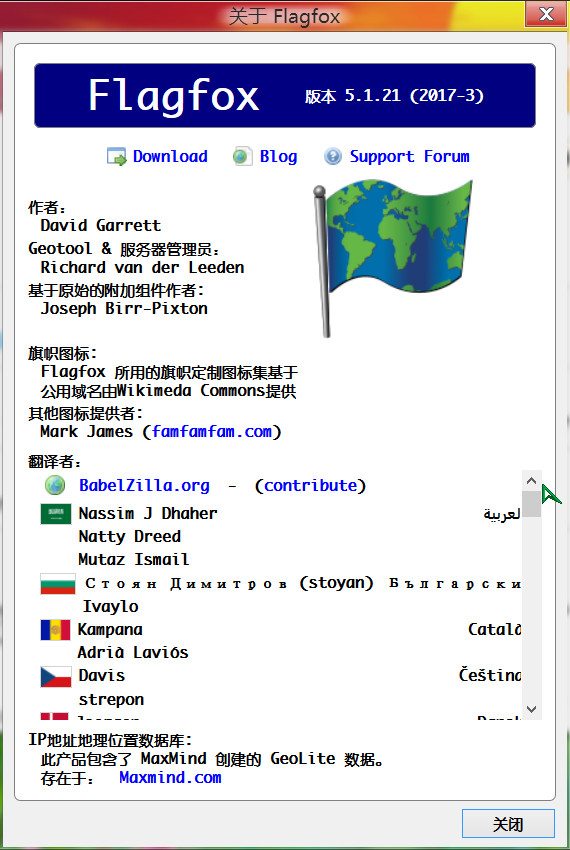 关于 Flagfox
Flagfox 版本 5.1.21 (2017-3)
Download Blog Support Forum
作者:
David Garrett
Geotool & 服务器管理员:
Richard van der Leeden
基于原始的附加组件作者:
Joseph Birr-Pixton
旗帜图标:
Flagfox 所用的旗帜定制图标集基于
公用域名由Wikimeda Commons提供
其他图标提供者:
Mark James (famfamfam.com)
翻译者:
BabelZilla.org - (contribute)
Nassim J Dhaher العربية
Natty Dreed
Mutaz Ismail
Стоян Димитров (stoyan) Български
Ivaylo
Kampana Català
Adrià Laviós
Davis Čeština
strepon
IP地址地理位置数据库:
此产品包含了 MaxMind 创建的 GeoLite 数据。
存在于: Maxmind.com
关闭